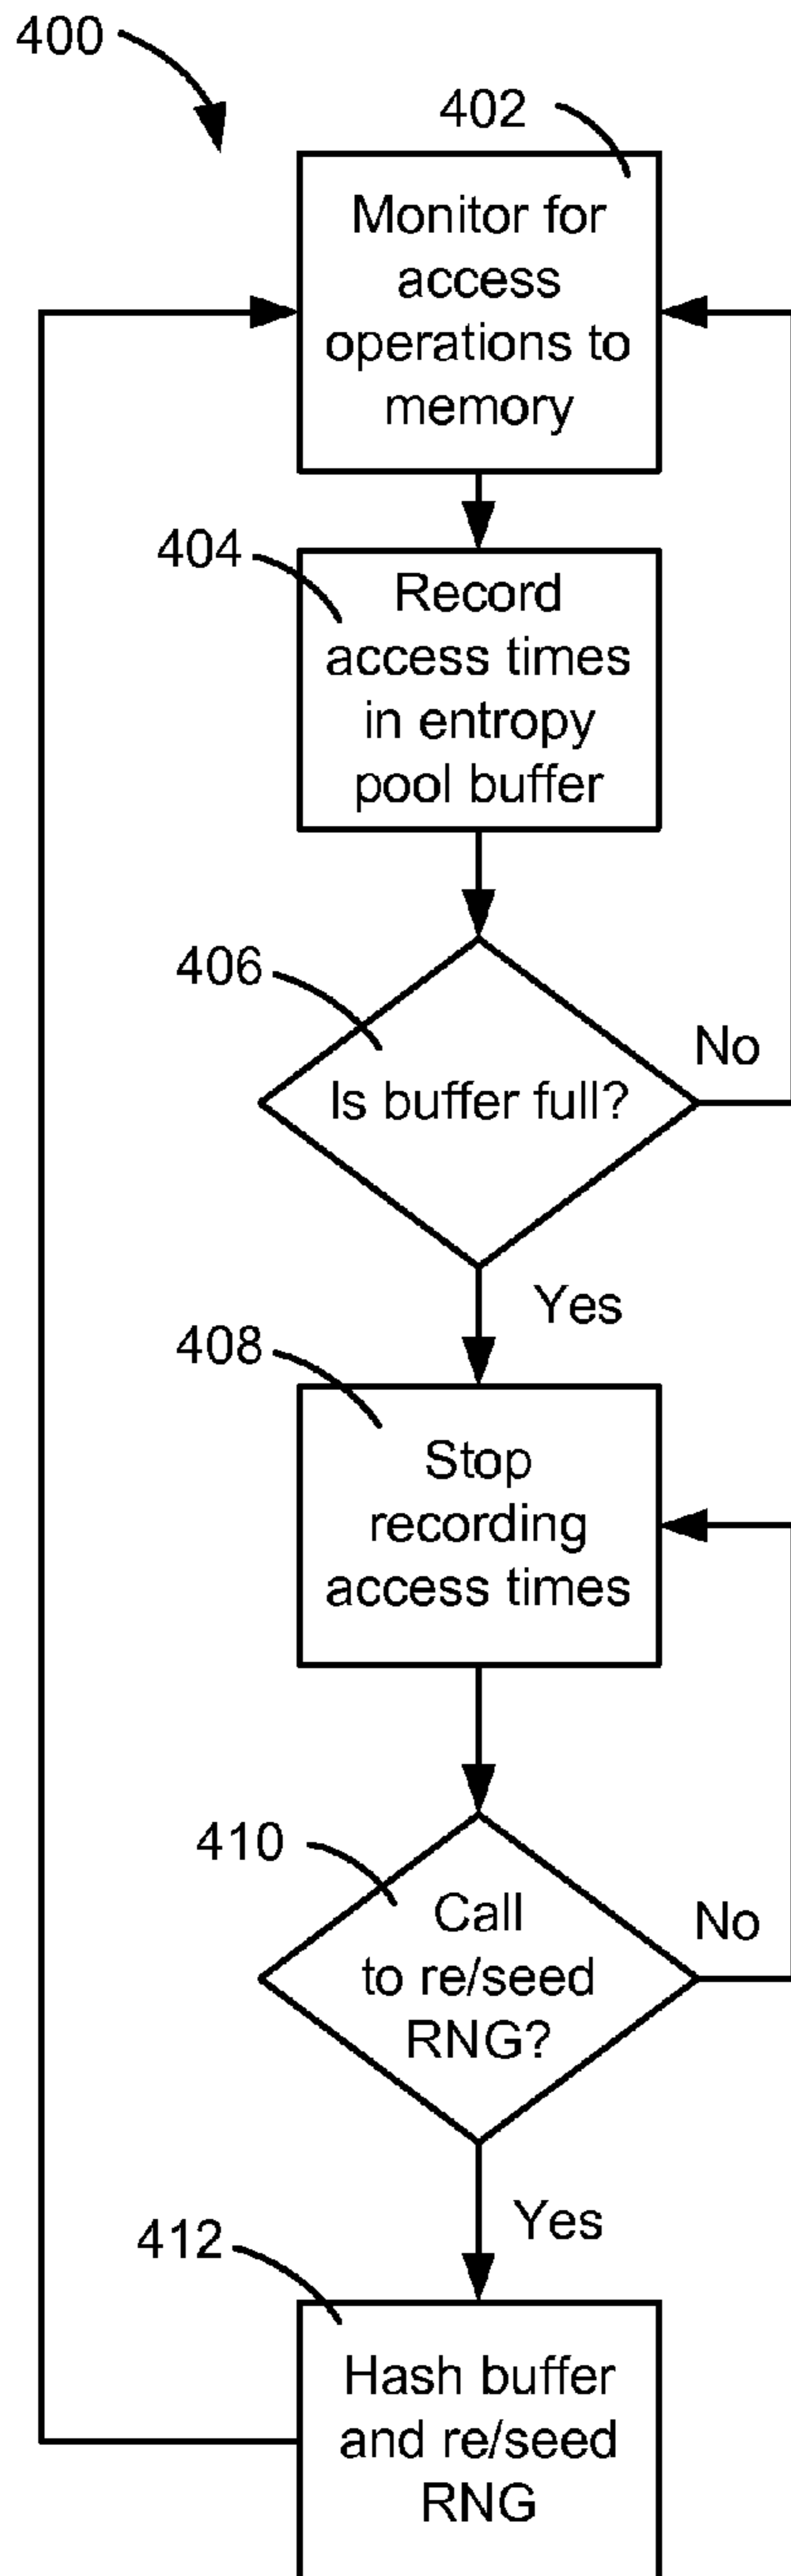 400
402
Monitor for
access
operations to
memory
404
Record
access times
in entropy
pool buffer
406
Is buffer full?
No
Yes
408
Stop
recording
access times
410
Call
to re/seed
RNG?
No
Yes
412
Hash buffer
and re/seed
RNG